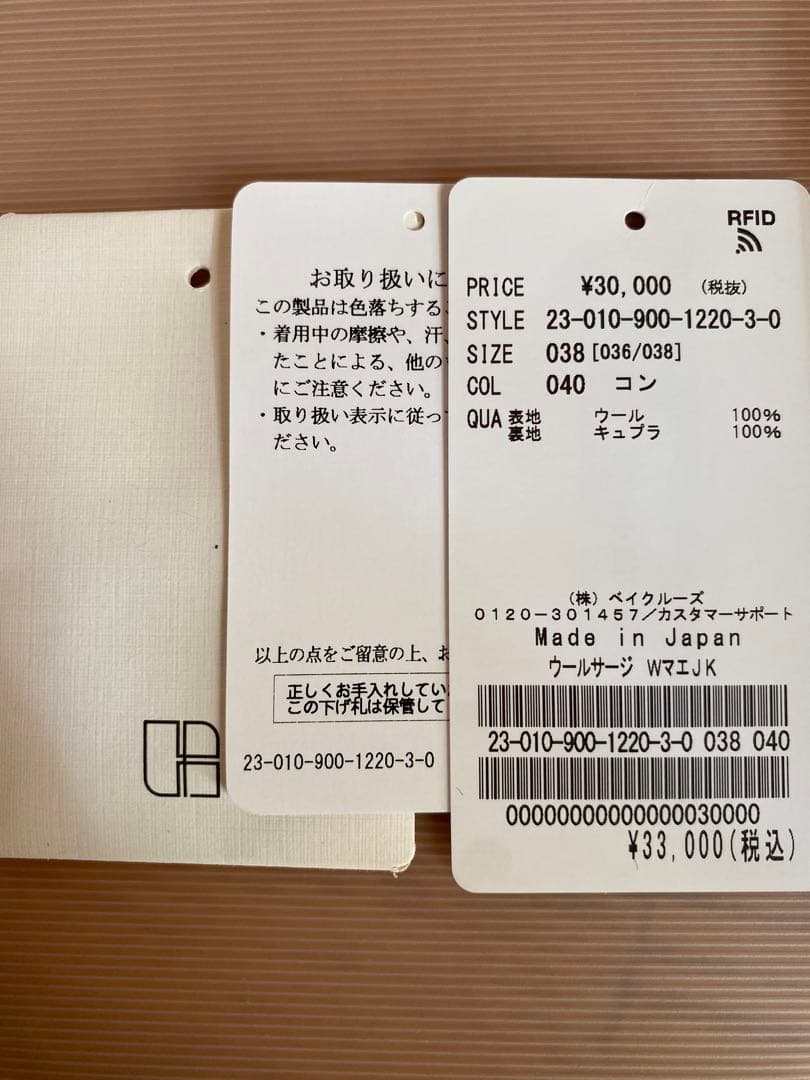 お取り扱いに
この製品は色落ちする
・着用中の摩擦や、汗、
たことによる、他の
にご注意ください。
・取り扱い表示に従っ
ださい。
以上の点をご留意の上、お
正しくお手入れしてい
この下げ札は保管して
23-010-900-1220-3-0
RFID
PRICE ¥30,000 (税抜)
STYLE 23-010-900-1220-3-0
SIZE 038 [036/038]
COL 040 コン
QUA 表地 ウール 100%
裏地 キュプラ 100%
(株) ベイクルーズ
0120-301457/カスタマーサポート
Made in Japan
ウールサージ WマエJK
23-010-900-1220-3-0 038 040
00000000000000030000
¥33,000(税込)